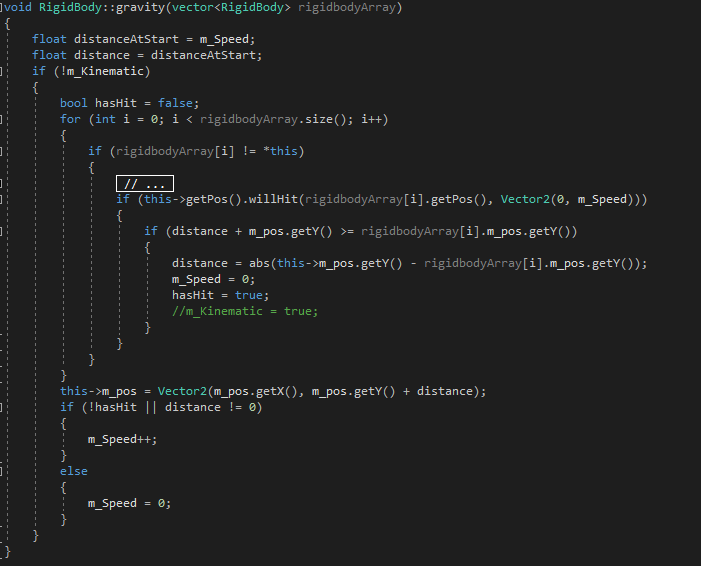 void RigidBody::gravity(vector<RigidBody> rigidbodyArray)
{
    float distanceAtStart = m_Speed;
    float distance = distanceAtStart;
    if (!m_Kinematic)
    {
        bool hasHit = false;
        for (int i = 0; i < rigidbodyArray.size(); i++)
        {
            if (rigidbodyArray[i] != *this)
            {
                // ...
                if (this->getPos().willHit(rigidbodyArray[i].getPos(), Vector2(0, m_Speed)))
                {
                    if (distance + m_pos.getY() >= rigidbodyArray[i].m_pos.getY())
                    {
                        distance = abs(this->m_pos.getY() - rigidbodyArray[i].m_pos.getY());
                        m_Speed = 0;
                        hasHit = true;
                        //m_Kinematic = true;
                    }
                }
            }
        }
        this->m_pos = Vector2(m_pos.getX(), m_pos.getY() + distance);
        if (!hasHit || distance != 0)
        {
            m_Speed++;
        }
        else
        {
            m_Speed = 0;
        }
    }
}